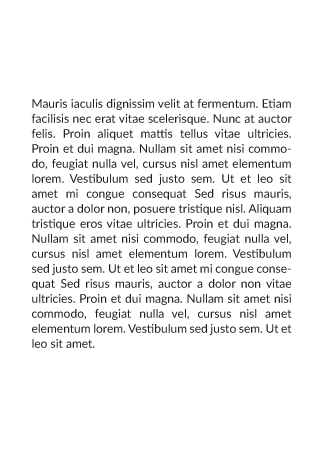 Mauris iaculis dignissim velit at fermentum. Etiam
facilisis nec erat vitae scelerisque. Nunc at auctor
felis. Proin aliquet mattis tellus vitae ultricies.
Proin et dui magna. Nullam sit amet nisi commo-
do, feugiat nulla vel, cursus nisl amet elementum
lorem. Vestibulum sed justo sem. Ut et leo sit
amet mi congue consequat Sed risus mauris,
auctor a dolor non, posuere tristique nisl. Aliquam
tristique eros vitae ultricies. Proin et dui magna.
Nullam sit amet nisi commodo, feugiat nulla vel,
cursus nisl amet elementum lorem. Vestibulum
sed justo sem. Ut et leo sit amet mi congue conse-
quat Sed risus mauris, auctor a dolor non vitae
ultricies. Proin et dui magna. Nullam sit amet nisi
commodo, feugiat nulla vel, cursus nisl amet
elementum lorem. Vestibulum sed justo sem. Ut et
leo sit amet.